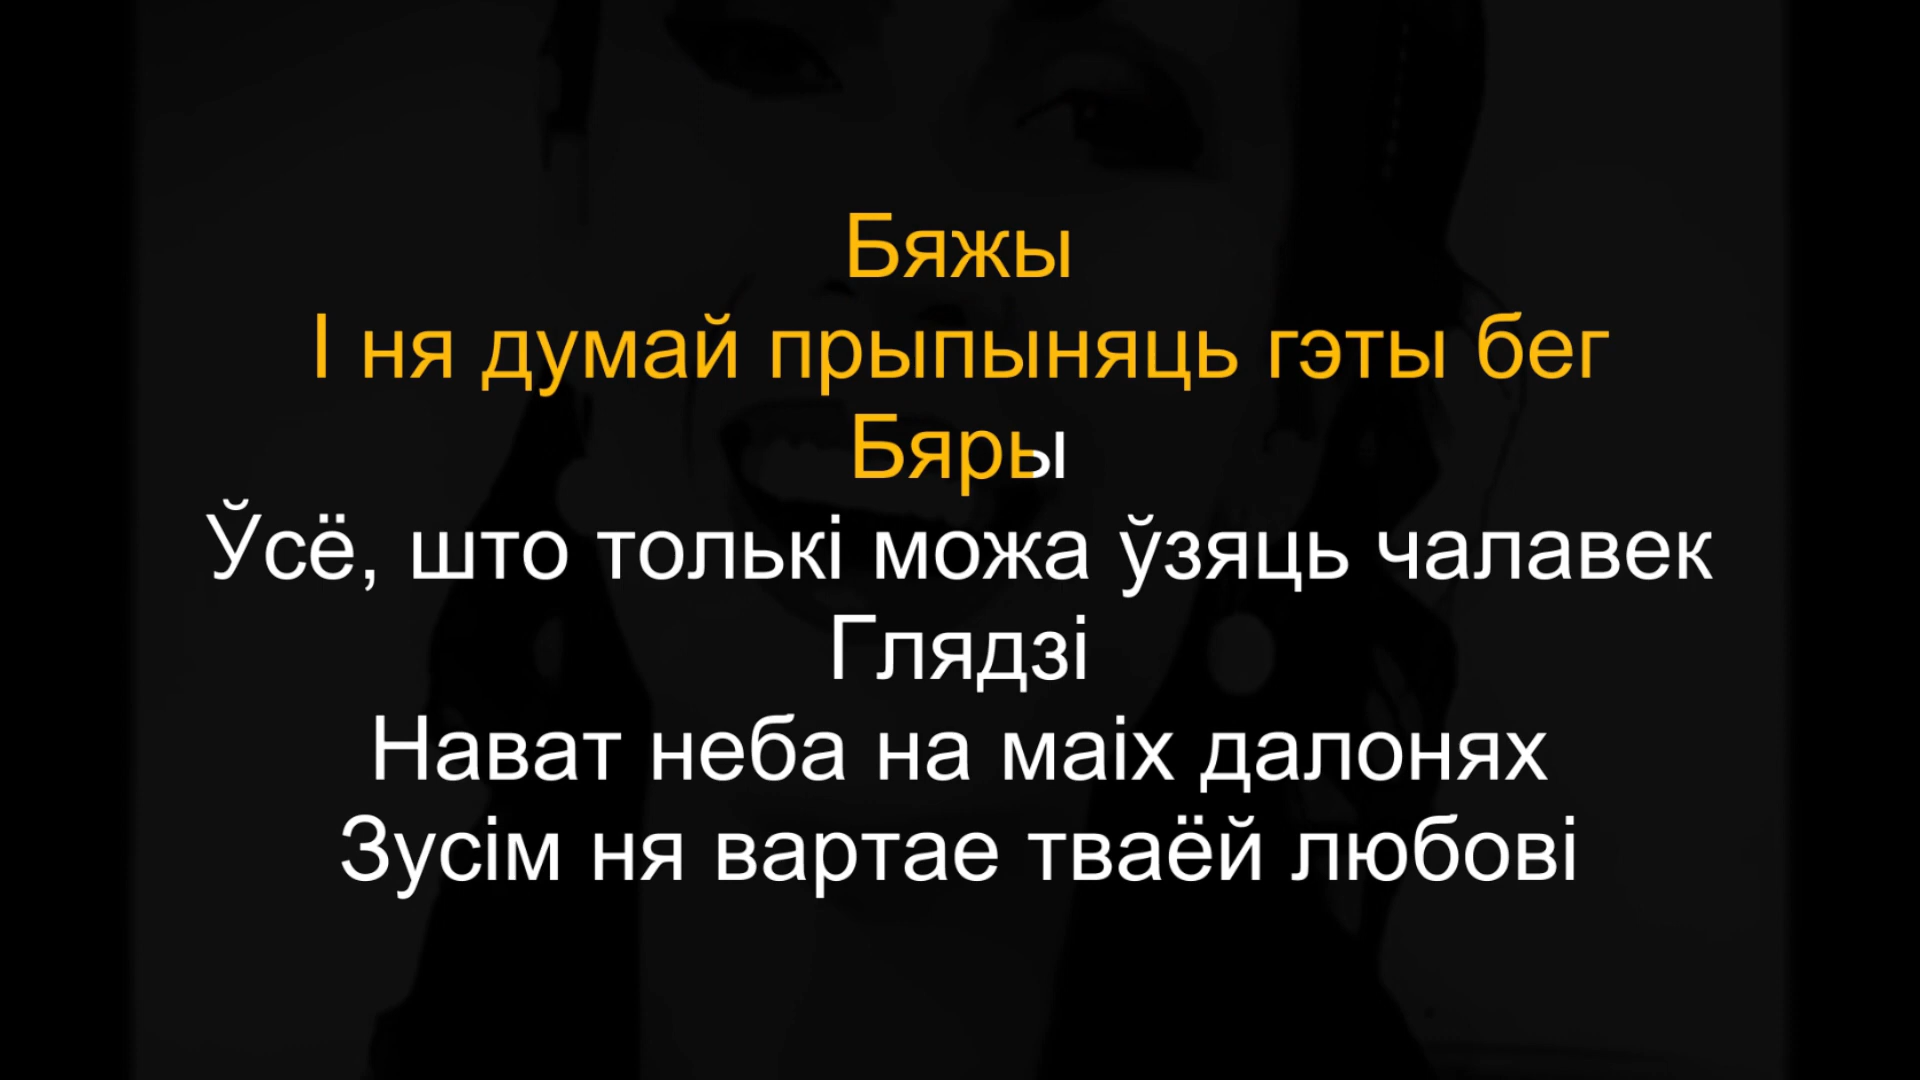 Бяжы
І ня думай прыпыняць гэты бег
Бяры
Ўсё, што толькі можа ўзяць чалавек
Глядзі
Нават неба на маіх далонях
Зусім ня вартае тваёй любові